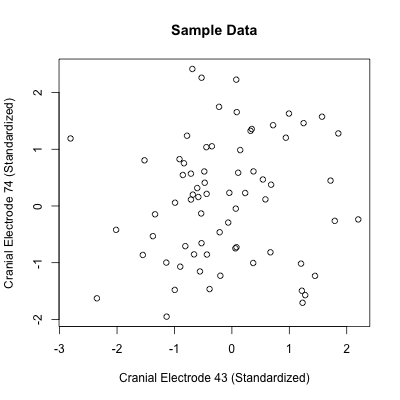 Sample Data
Cranial Electrode 74 (Standardized)
2
1
0
-1
-2
-3 -2 -1 0 1 2
Cranial Electrode 43 (Standardized)